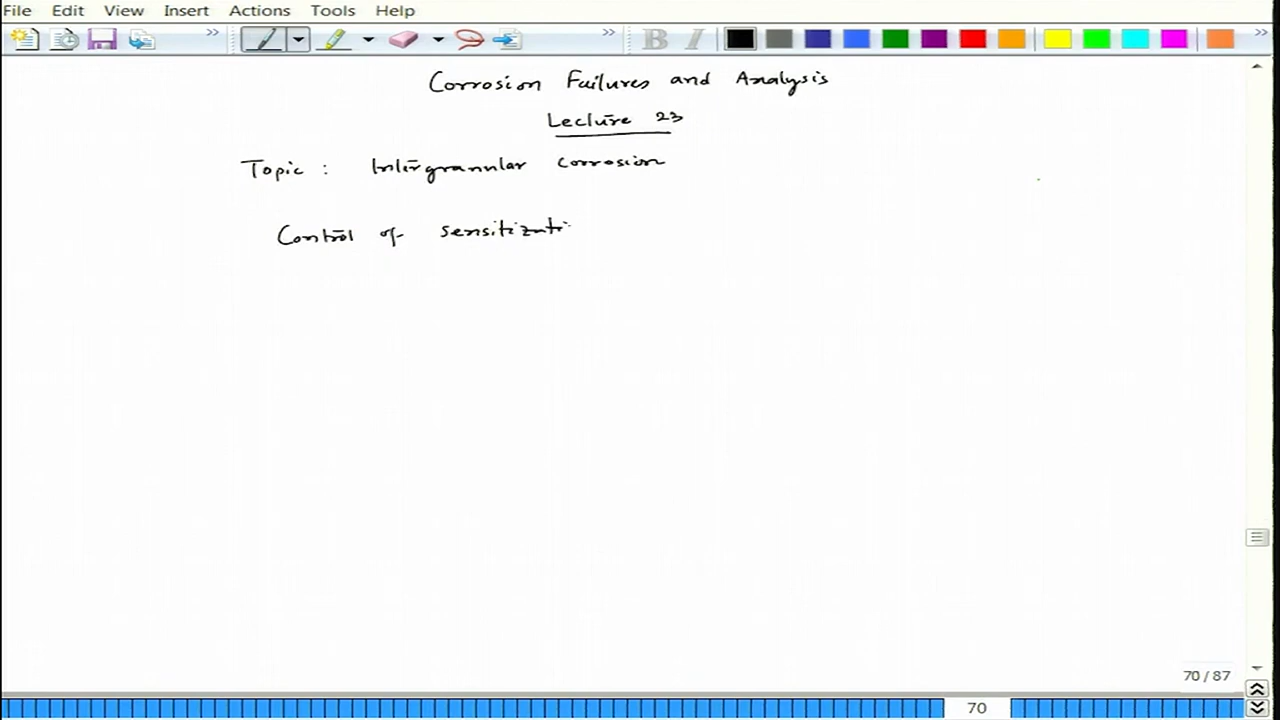 File Edit View Insert Actions Tools Help
B I
Corrosion Failures and Analysis
Lecture 23
Topic : Intergranular corrosion
Control of sensitizati
70 / 87
70